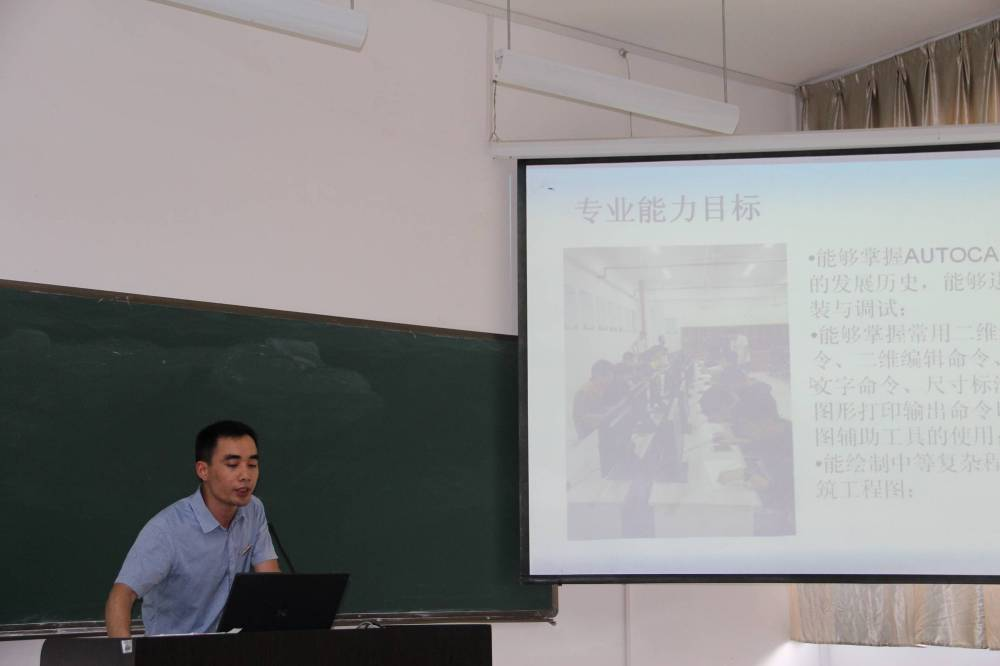 专业能力目标
•能够掌握AUTOCA
的发展历史，能够
装与调试；
•能够掌握常用二维
令、二维编辑命令、
文字命令、尺寸标注
图形打印输出命令
图辅助工具的使用
•能绘制中等复杂程
筑工程图；